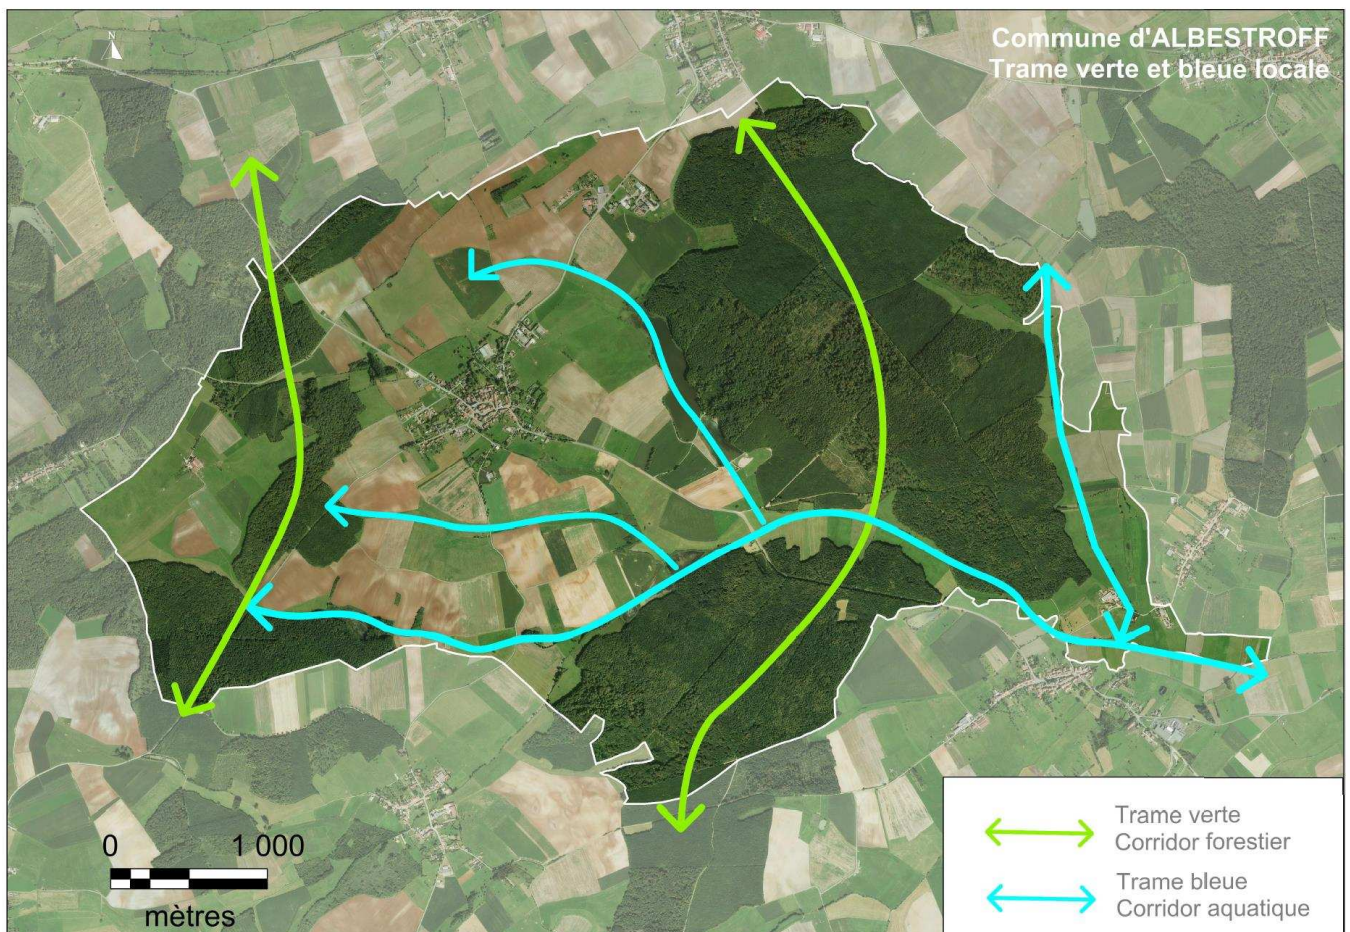 Commune d'ALBESTROFF
Trame verte et bleue locale
N
0 1 000
mètres
Trame verte
Corridor forestier
Trame bleue
Corridor aquatique